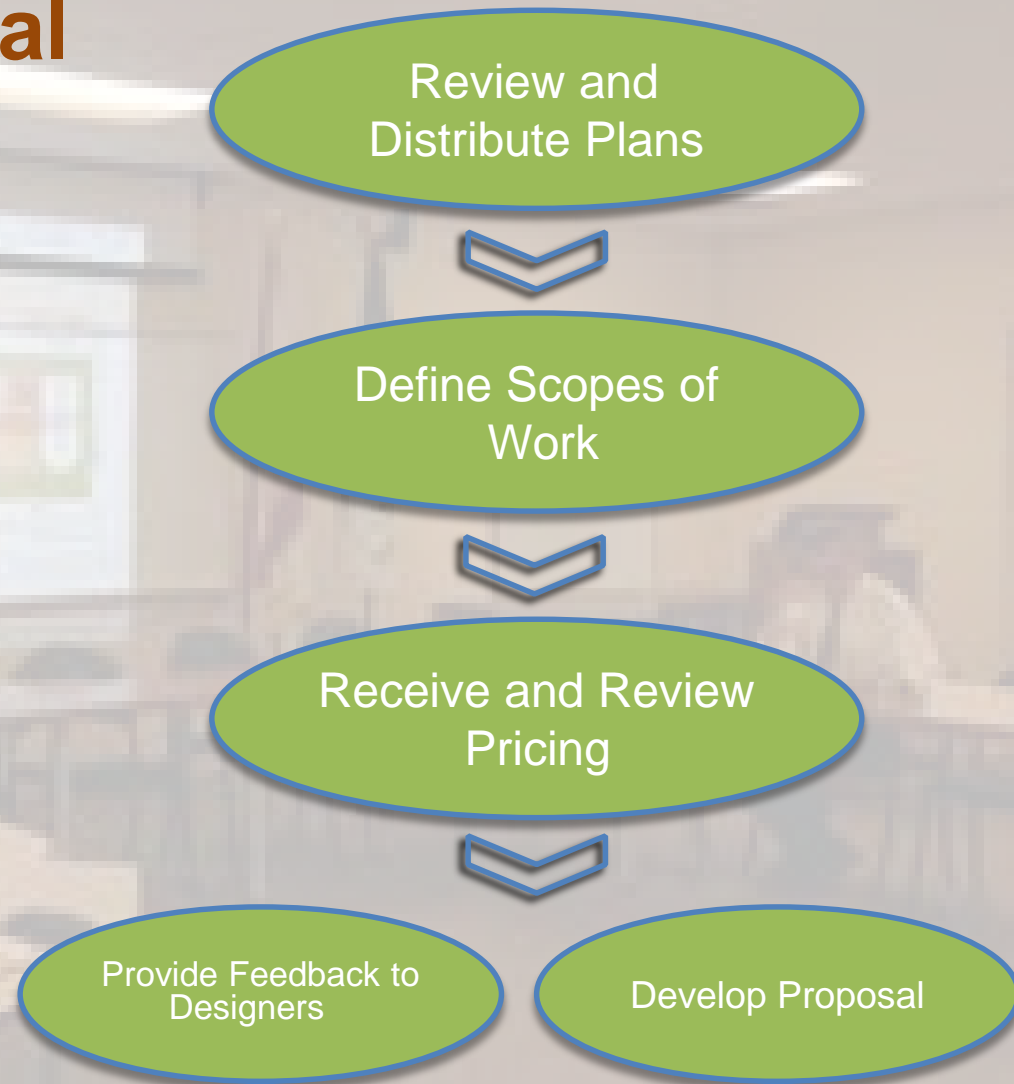 al
Review and
Distribute Plans
Define Scopes of
Work
Receive and Review
Pricing
Provide Feedback to
Designers
Develop Proposal